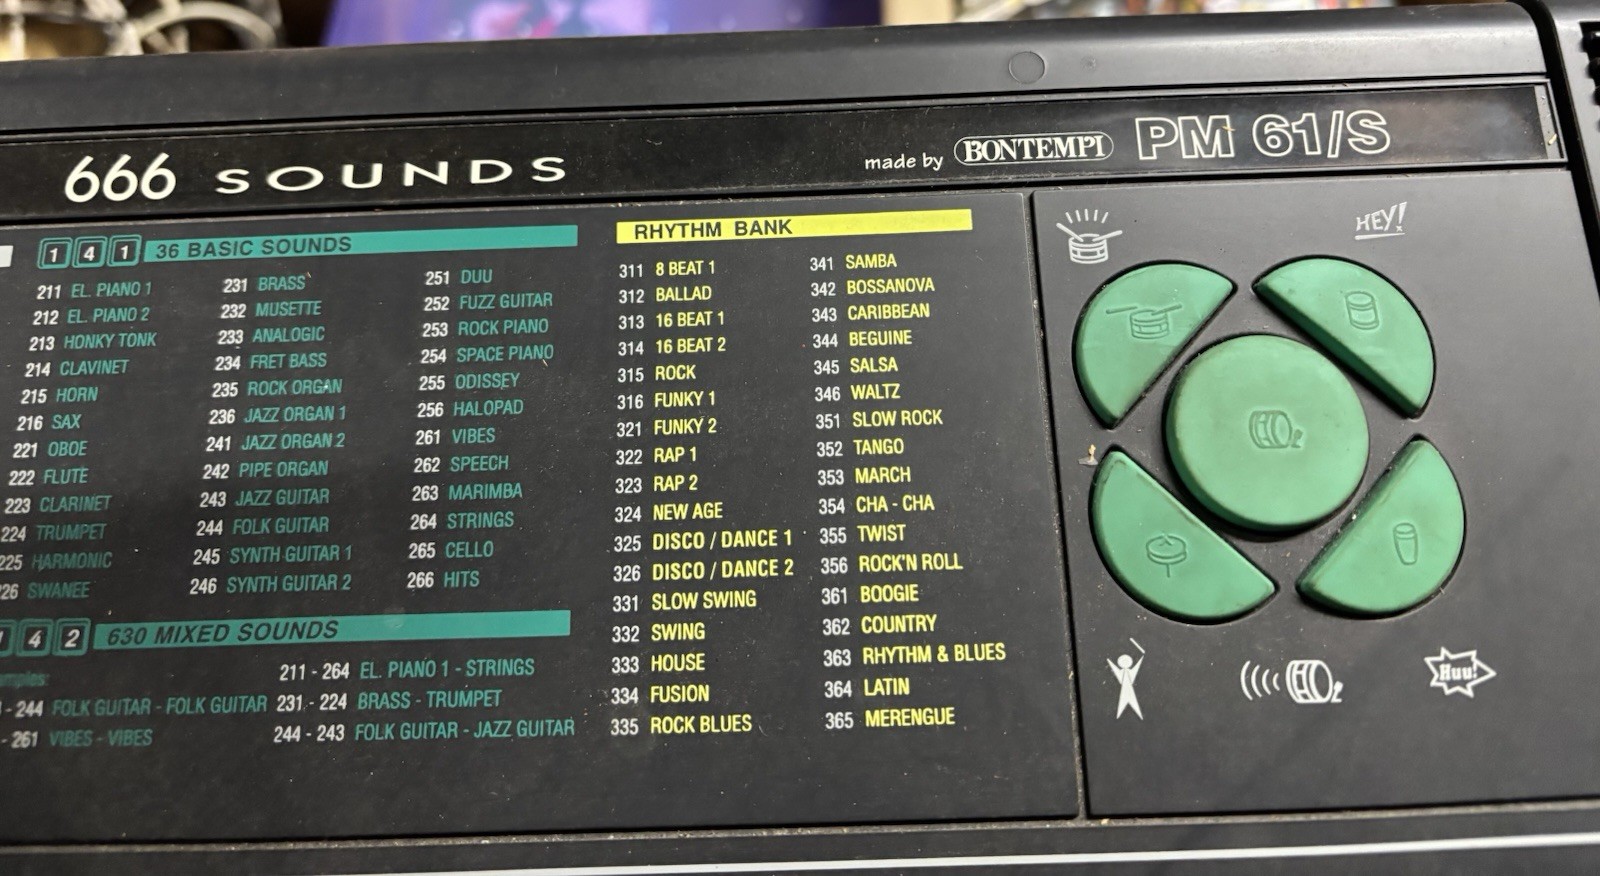 666 SOUNDS
made by BONTEMPI PM 61/S
1 4 1 36 BASIC SOUNDS
211 EL. PIANO 1
212 EL. PIANO 2
213 HONKY TONK
214 CLAVINET
215 HORN
216 SAX
221 OBOE
222 FLUTE
223 CLARINET
224 TRUMPET
225 HARMONIC
226 SWANEE
231 BRASS
232 MUSETTE
233 ANALOGIC
234 FRET BASS
235 ROCK ORGAN
236 JAZZ ORGAN 1
241 JAZZ ORGAN 2
242 PIPE ORGAN
243 JAZZ GUITAR
244 FOLK GUITAR
245 SYNTH GUITAR 1
246 SYNTH GUITAR 2
251 DUU
252 FUZZ GUITAR
253 ROCK PIANO
254 SPACE PIANO
255 ODISSEY
256 HALOPAD
261 VIBES
262 SPEECH
263 MARIMBA
264 STRINGS
265 CELLO
266 HITS
4 2 630 MIXED SOUNDS
- 244 FOLK GUITAR - FOLK GUITAR
- 261 VIBES - VIBES
211 - 264 EL. PIANO 1 - STRINGS
231 - 224 BRASS - TRUMPET
244 - 243 FOLK GUITAR - JAZZ GUITAR
RHYTHM BANK
311 8 BEAT 1
312 BALLAD
313 16 BEAT 1
314 16 BEAT 2
315 ROCK
316 FUNKY 1
321 FUNKY 2
322 RAP 1
323 RAP 2
324 NEW AGE
325 DISCO / DANCE 1
326 DISCO / DANCE 2
331 SLOW SWING
332 SWING
333 HOUSE
334 FUSION
335 ROCK BLUES
341 SAMBA
342 BOSSANOVA
343 CARIBBEAN
344 BEGUINE
345 SALSA
346 WALTZ
351 SLOW ROCK
352 TANGO
353 MARCH
354 CHA - CHA
355 TWIST
356 ROCK'N ROLL
361 BOOGIE
362 COUNTRY
363 RHYTHM & BLUES
364 LATIN
365 MERENGUE
HEY!
2
2
Huu!